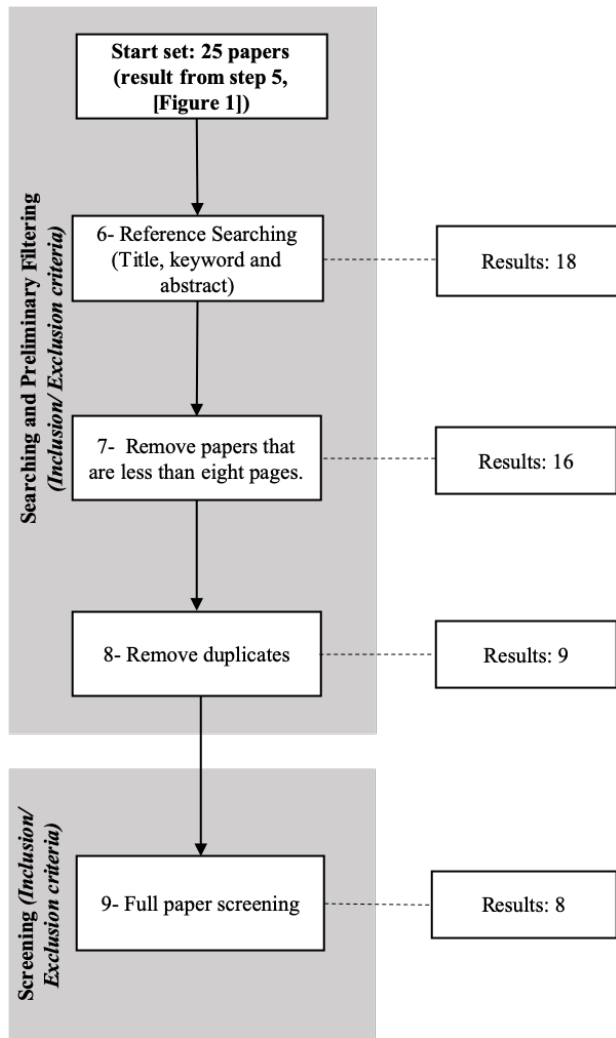 Start set: 25 papers
(result from step 5,
[Figure 1])
Searching and Preliminary Filtering
(Inclusion/ Exclusion criteria)
6- Reference Searching
(Title, keyword and
abstract)
Results: 18
7-  Remove papers that
are less than eight pages.
Results: 16
8- Remove duplicates
Results: 9
Screening (Inclusion/
Exclusion criteria)
9- Full paper screening
Results: 8